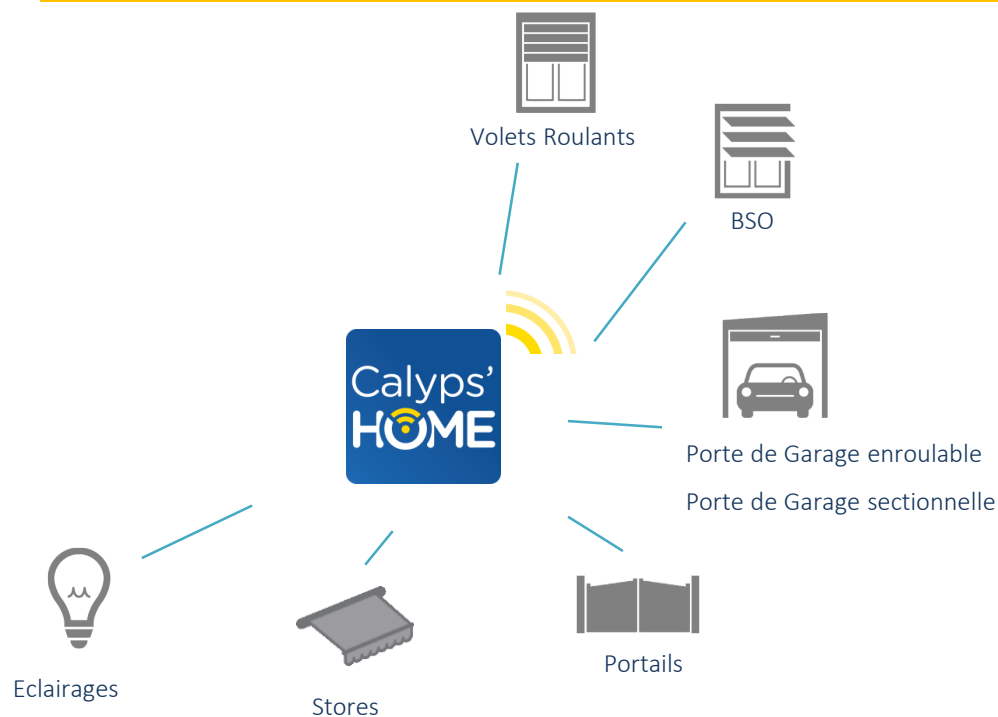 Volets Roulants
BSO
Calyps’
HOME
Porte de Garage enroulable
Porte de Garage sectionnelle
Portails
Eclairages
Stores